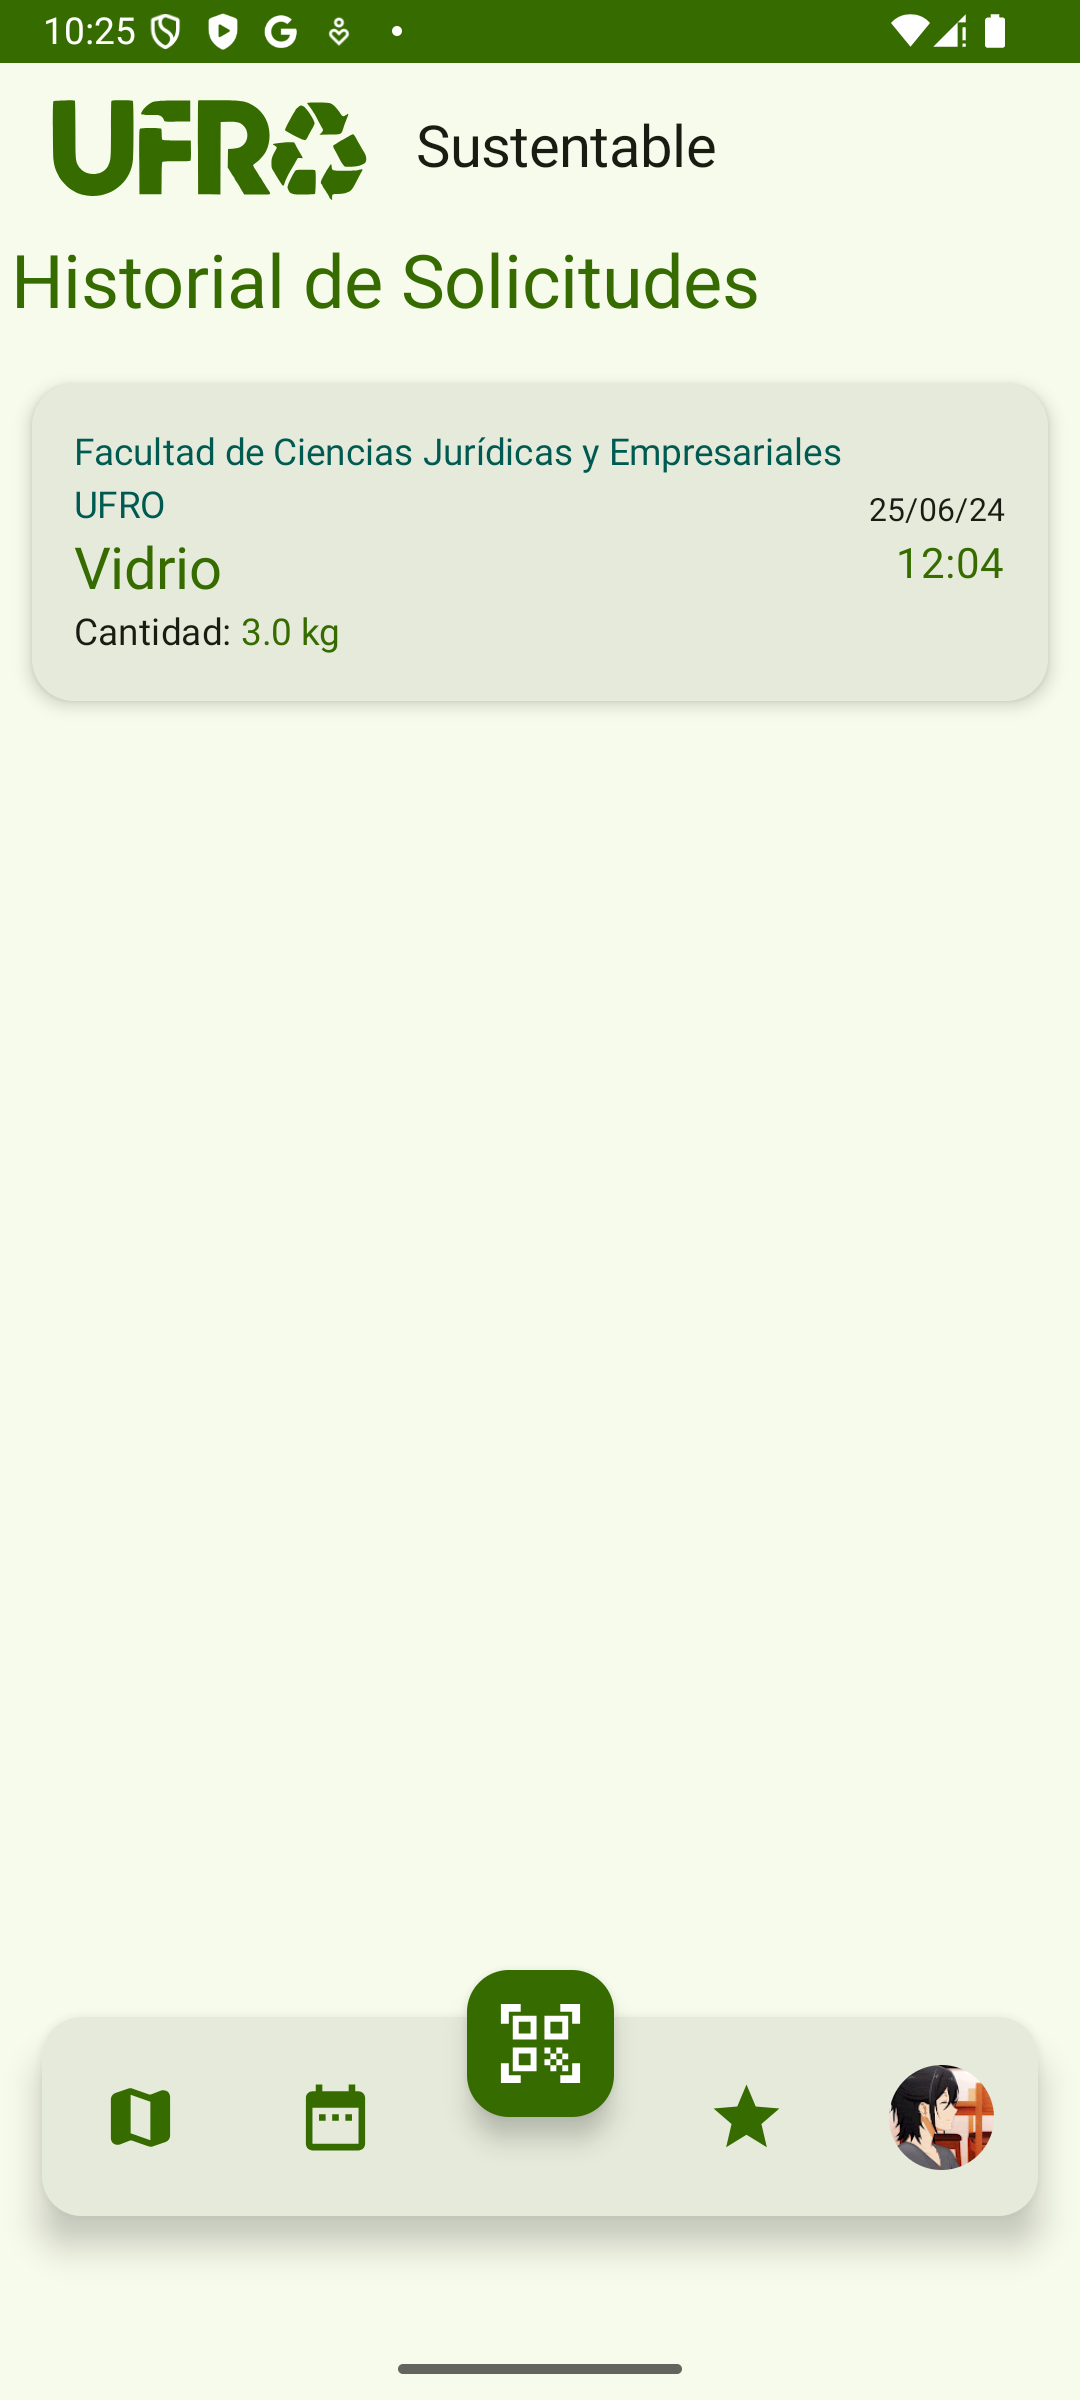 10:25
UFRO Sustentable
Historial de Solicitudes
Facultad de Ciencias Jurídicas y Empresariales
UFRO
25/06/24
Vidrio
12:04
Cantidad: 3.0 kg